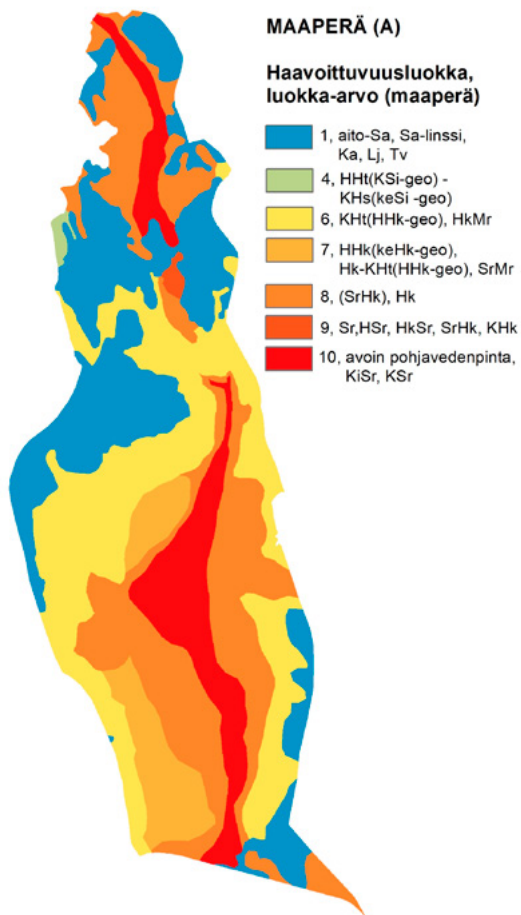 MAAPERÄ (A)
Haavoittuvuusluokka,
luokka-arvo (maaperä)
1, aito-Sa, Sa-linssi,
Ka, Lj, Tv
4, HHt(KSi-geo) -
KHs(keSi -geo)
6, KHt(HHk-geo), HkMr
7, HHk(keHk-geo),
Hk-KHt(HHk-geo), SrMr
8, (SrHk), Hk
9, Sr,HSr, HkSr, SrHk, KHk
10, avoin pohjavedenpinta,
KiSr, KSr